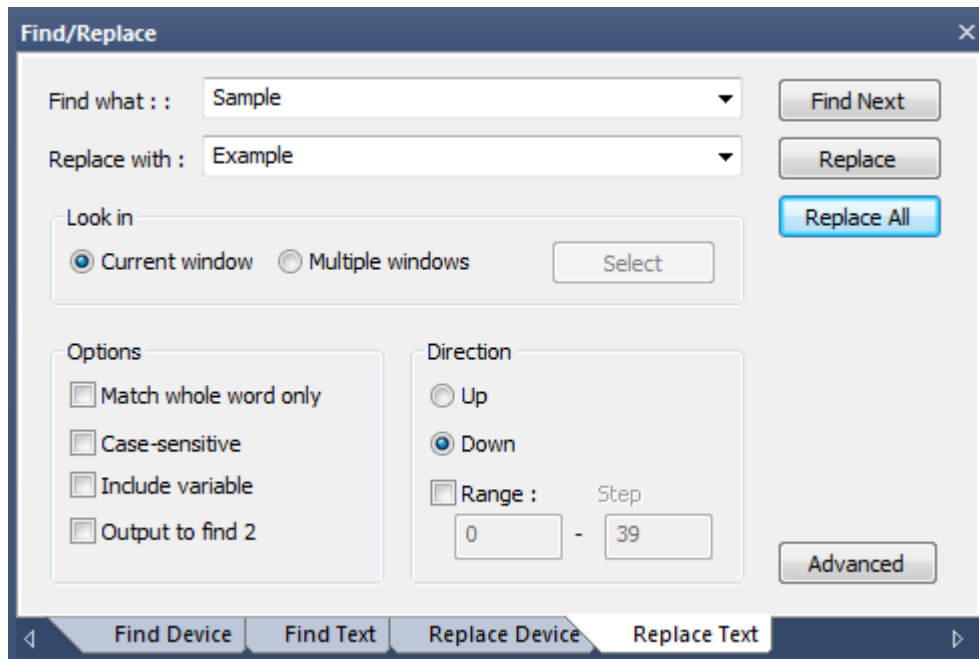 Find/Replace
Find what : : Sample Find Next
Replace with : Example Replace
Replace All
Look in
Current window Multiple windows Select
Options Direction
Match whole word only Up
Case-sensitive Down
Include variable Range : Step
Output to find 2 0 - 39
Advanced
Find Device Find Text Replace Device Replace Text